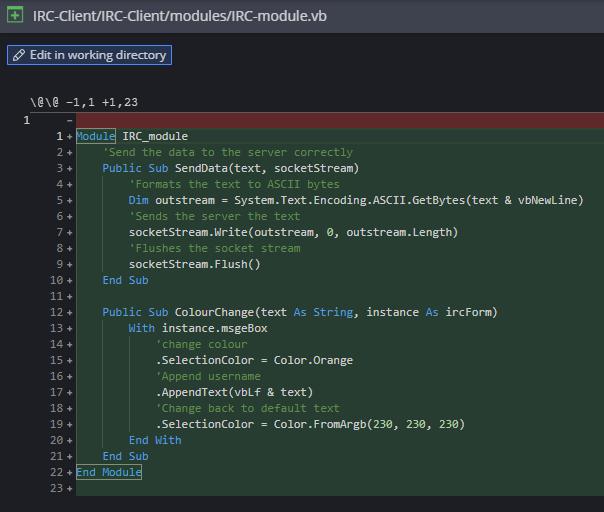 IRC-Client/IRC-Client/modules/IRC-module.vb
Edit in working directory
\@\@ -1,1 +1,23
1 -
1 + Module IRC_module
2 + 'Send the data to the server correctly
3 + Public Sub SendData(text, socketStream)
4 + 'Formats the text to ASCII bytes
5 + Dim outstream = System.Text.Encoding.ASCII.GetBytes(text & vbNewLine)
6 + 'Sends the server the text
7 + socketStream.Write(outstream, 0, outstream.Length)
8 + 'Flushes the socket stream
9 + socketStream.Flush()
10 + End Sub
11 +
12 + Public Sub ColourChange(text As String, instance As ircForm)
13 + With instance.msgeBox
14 + 'change colour
15 + .SelectionColor = Color.Orange
16 + 'Append username
17 + .AppendText(vbLf & text)
18 + 'Change back to default text
19 + .SelectionColor = Color.FromArgb(230, 230, 230)
20 + End With
21 + End Sub
22 + End Module
23 +